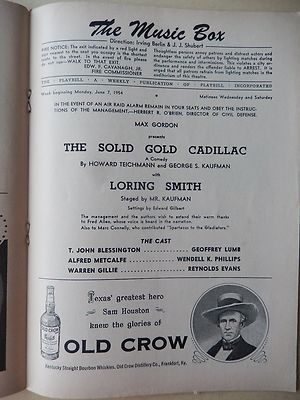 The Music Box
Direction: Irving Berlin & J. J. Shubert
FIRE NOTICE: The exit indicated by a red light and
sign nearest to the seat you occupy is the shortest
route to the street. In the event of fire please
do not run—WALK TO THAT EXIT.
EDW. F. CAVANAGH, JR.
FIRE COMMISSIONER
Thoughtless persons annoy patrons and distract actors and
endanger the safety of others by lighting matches during
the performance and intermissions. This violates a city or-
dinance and renders the offender liable to ARREST. It is
urged that all patrons refrain from lighting matches in the
auditorium of this theatre.
THE PLAYBILL · A WEEKLY PUBLICATION OF PLAYBILL INCORPORATED
Week beginning Monday, June 7, 1954
Matinees Wednesday and Saturday
IN THE EVENT OF AN AIR RAID ALARM REMAIN IN YOUR SEATS AND OBEY THE INSTRUC-
TIONS OF THE MANAGEMENT.—HERBERT R. O'BRIEN, DIRECTOR OF CIVIL DEFENSE.
MAX GORDON
presents
THE SOLID GOLD CADILLAC
A Comedy
By HOWARD TEICHMANN and GEORGE S. KAUFMAN
with
LORING SMITH
Staged by MR. KAUFMAN
Settings by Edward Gilbert
The management and the authors wish to extend their warm thanks
to Fred Allen, whose voice is heard in the narration.
Also to Marc Connelly, who contributed "Spartacus to the Gladiators."
THE CAST
T. JOHN BLESSINGTON GEOFFREY LUMB
ALFRED METCALFE WENDELL K. PHILLIPS
WARREN GILLIE REYNOLDS EVANS
Texas' greatest hero
Sam Houston
knew the glories of
OLD CROW
OLD CROW
Kentucky Straight Bourbon Whiskies. Old Crow Distillery Co., Frankfort, Ky.